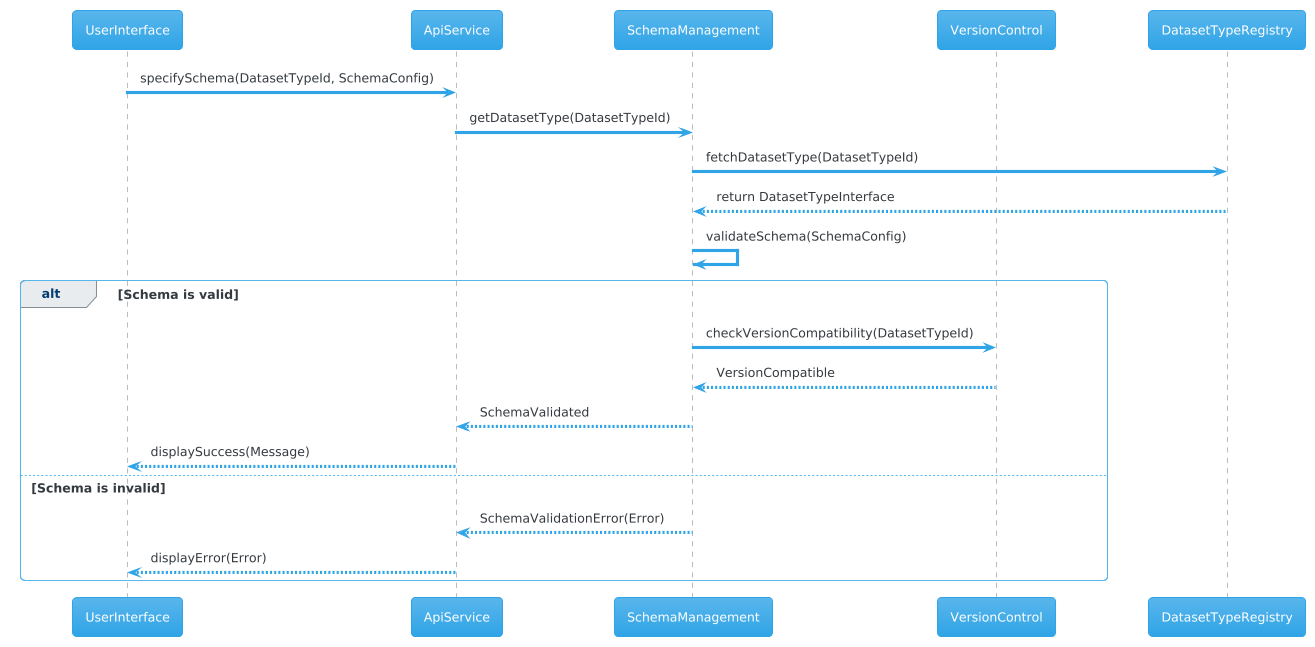 UserInterface
ApiService
SchemaManagement
VersionControl
DatasetTypeRegistry
specifySchema(DatasetTypeId, SchemaConfig)
getDatasetType(DatasetTypeId)
fetchDatasetType(DatasetTypeId)
return DatasetTypeInterface
validateSchema(SchemaConfig)
alt
[Schema is valid]
checkVersionCompatibility(DatasetTypeId)
VersionCompatible
SchemaValidated
displaySuccess(Message)
[Schema is invalid]
SchemaValidationError(Error)
displayError(Error)
UserInterface
ApiService
SchemaManagement
VersionControl
DatasetTypeRegistry